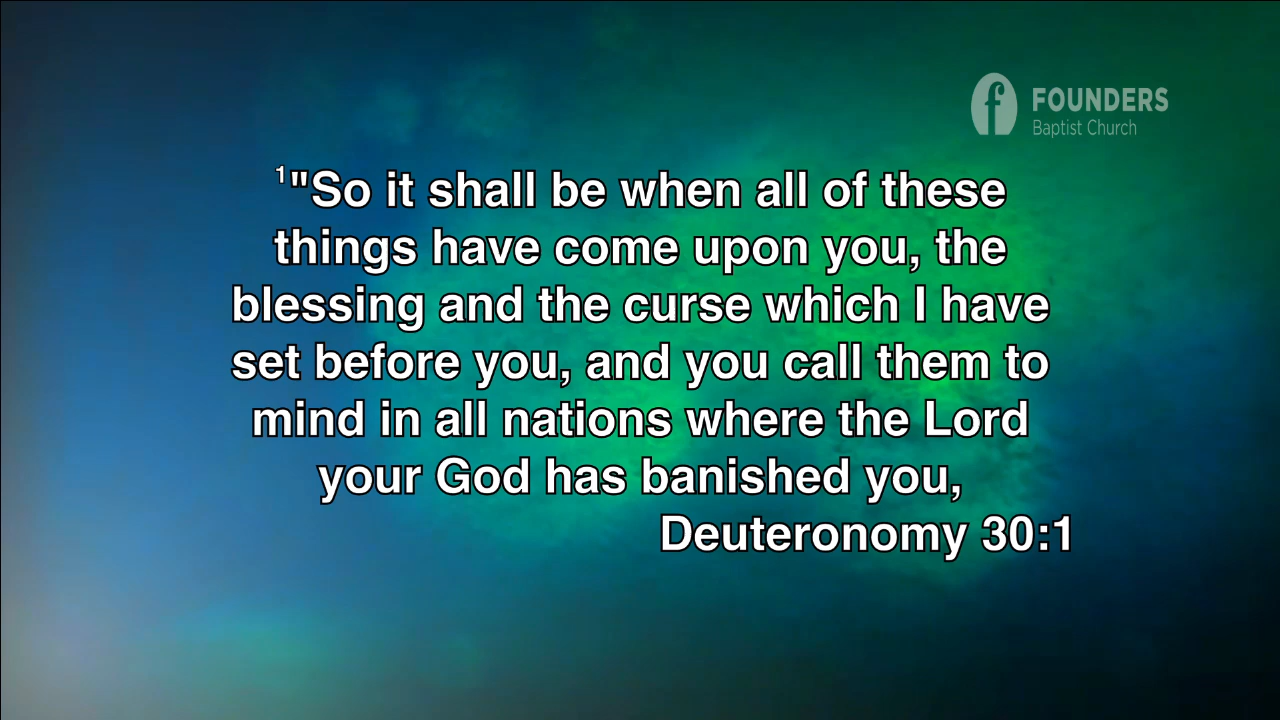 FOUNDERS
Baptist Church
1"So it shall be when all of these
things have come upon you, the
blessing and the curse which I have
set before you, and you call them to
mind in all nations where the Lord
your God has banished you,
Deuteronomy 30:1